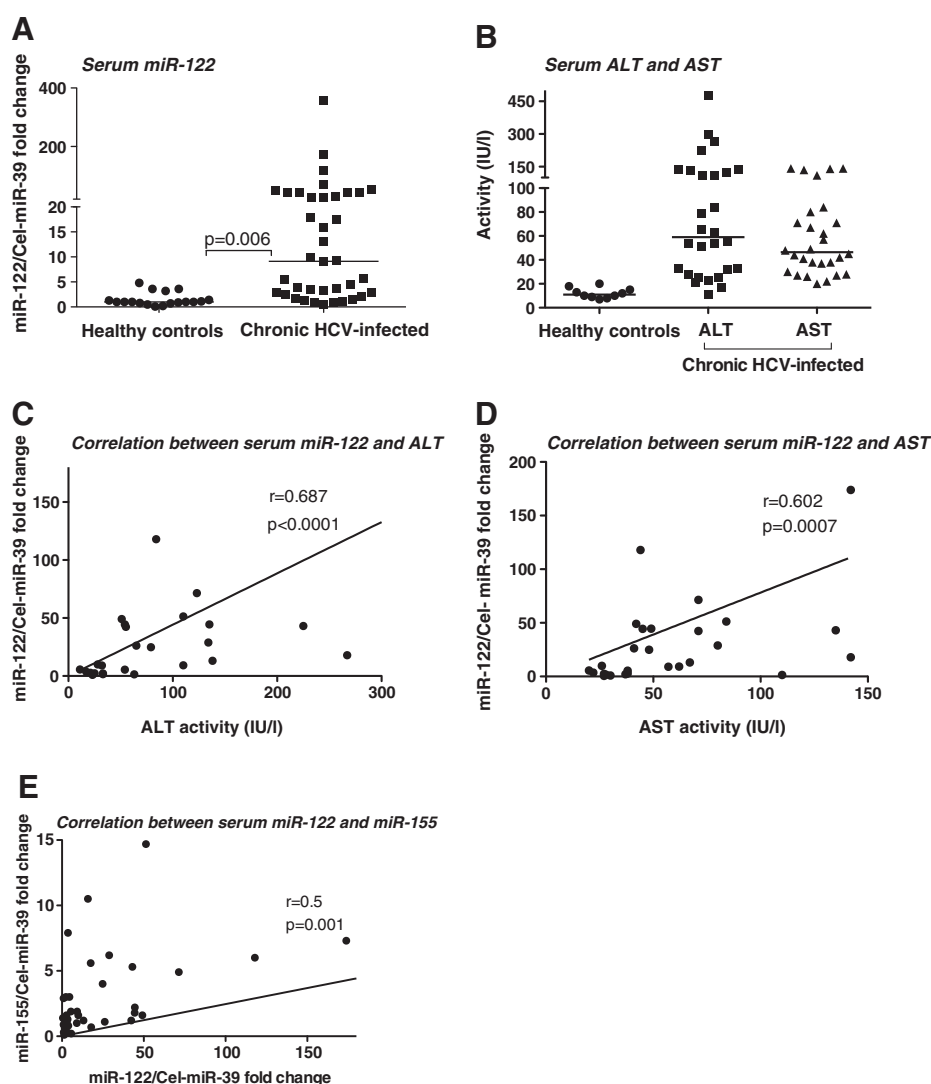 A
Serum miR-122
miR-122/Cel-miR-39 fold change
400
200
20
15
10
5
0
p=0.006
Healthy controls
Chronic HCV-infected
B
Serum ALT and AST
Activity (IU/l)
450
300
150
100
80
60
40
20
0
Healthy controls
ALT
AST
Chronic HCV-infected
C
Correlation between serum miR-122 and ALT
miR-122/Cel-miR-39 fold change
150
100
50
0
r=0.687
p<0.0001
0
100
200
300
ALT activity (IU/l)
D
Correlation between serum miR-122 and AST
miR-122/Cel- miR-39 fold change
200
150
100
50
0
r=0.602
p=0.0007
0
50
100
150
AST activity (IU/l)
E
Correlation between serum miR-122 and miR-155
miR-155/Cel-miR-39 fold change
15
10
5
0
r=0.5
p=0.001
0
50
100
150
miR-122/Cel-miR-39 fold change